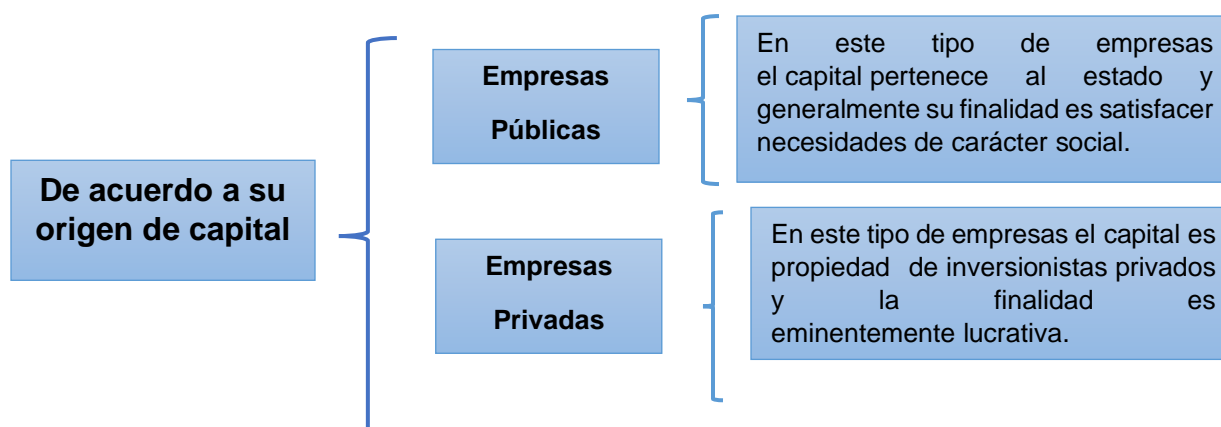 De acuerdo a su
origen de capital
Empresas
Públicas
En este tipo de empresas
el capital pertenece al estado y
generalmente su finalidad es satisfacer
necesidades de carácter social.
Empresas
Privadas
En este tipo de empresas el capital es
propiedad de inversionistas privados
y la finalidad es
eminentemente lucrativa.